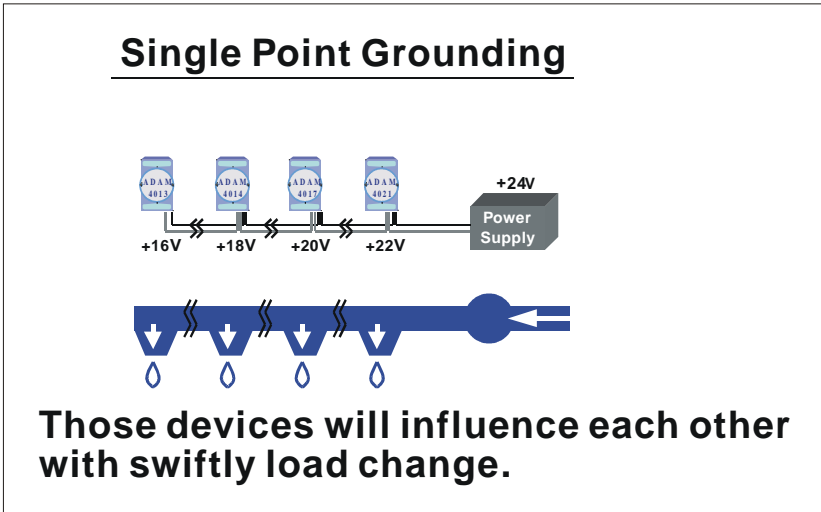 Single Point Grounding
ADAM 4013
ADAM 4014
ADAM 4017
ADAM 4021
+24V
Power
Supply
+16V
+18V
+20V
+22V
Those devices will influence each other
with swiftly load change.